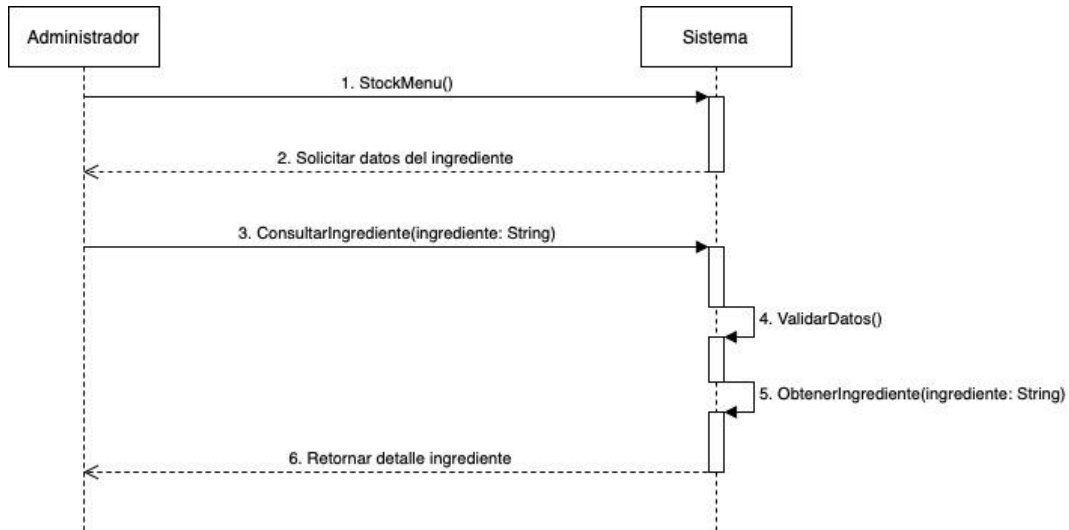 Administrador
Sistema
1. StockMenu()
2. Solicitar datos del ingrediente
3. ConsultarIngrediente(ingrediente: String)
4. ValidarDatos()
5. ObtenerIngrediente(ingrediente: String)
6. Retornar detalle ingrediente